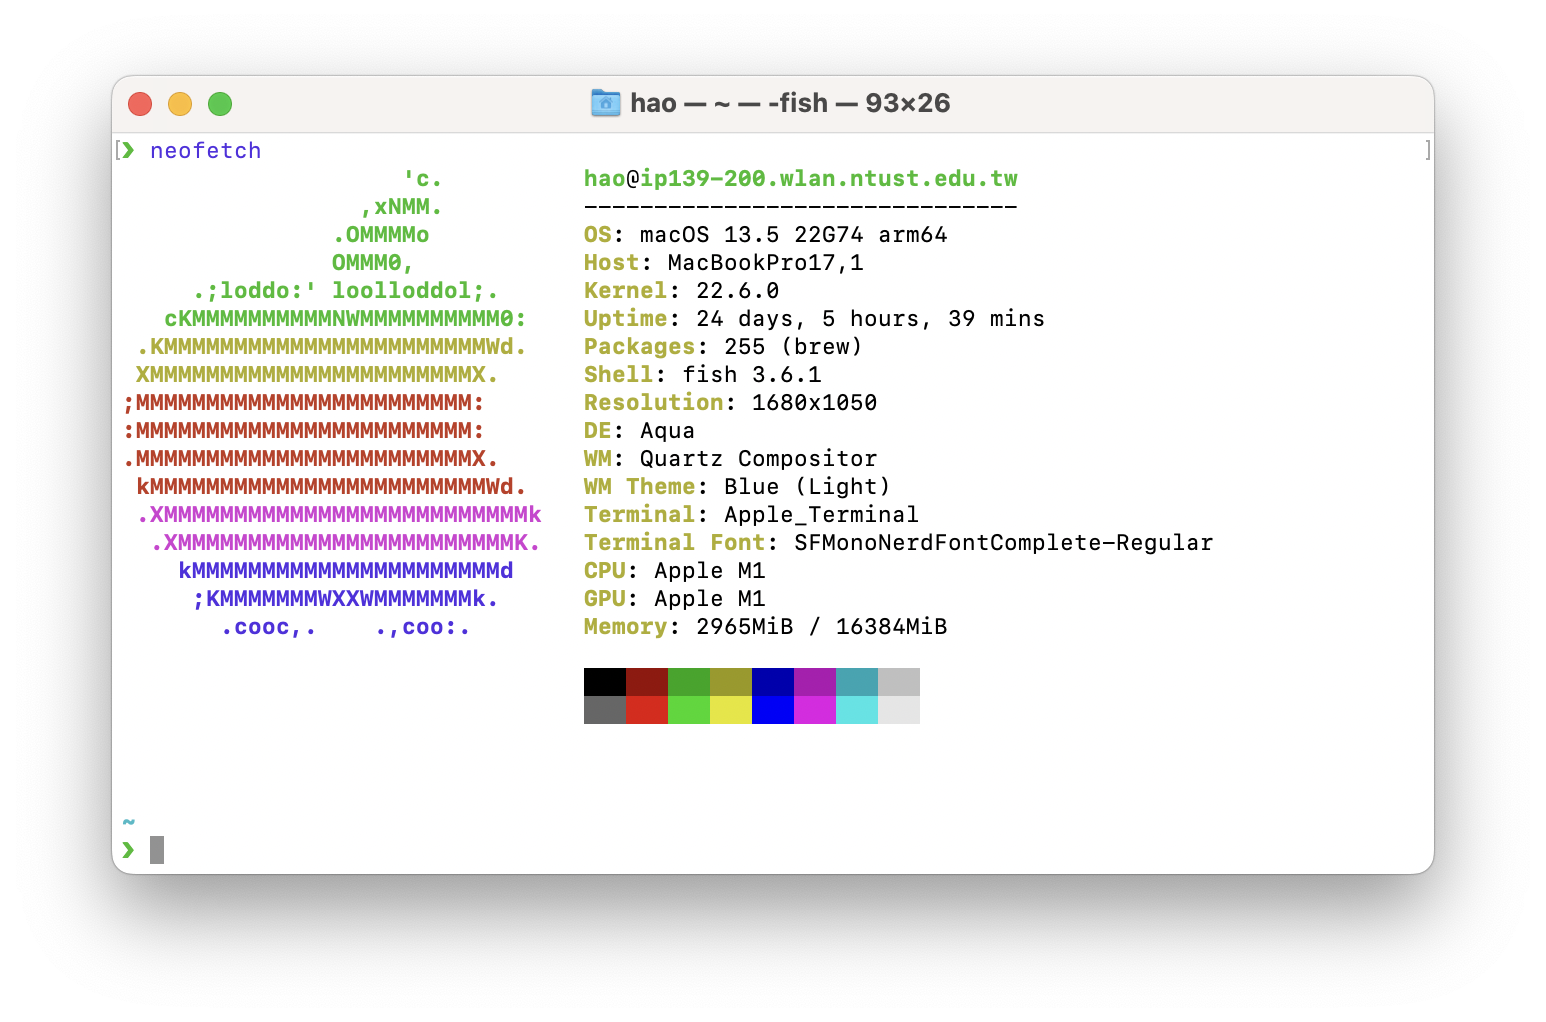 hao — ~ — -fish — 93×26
[❯ neofetch ]
                    'c.          hao@ip139-200.wlan.ntust.edu.tw
                 ,xNMM.          -------------------------------
               .OMMMMo           OS: macOS 13.5 22G74 arm64
               OMMM0,            Host: MacBookPro17,1
     .;loddo:' loolloddol;.      Kernel: 22.6.0
   cKMMMMMMMMMMNWMMMMMMMMMM0:    Uptime: 24 days, 5 hours, 39 mins
 .KMMMMMMMMMMMMMMMMMMMMMMMWd.    Packages: 255 (brew)
 XMMMMMMMMMMMMMMMMMMMMMMMX.      Shell: fish 3.6.1
;MMMMMMMMMMMMMMMMMMMMMMMM:       Resolution: 1680x1050
:MMMMMMMMMMMMMMMMMMMMMMMM:       DE: Aqua
.MMMMMMMMMMMMMMMMMMMMMMMMX.      WM: Quartz Compositor
 kMMMMMMMMMMMMMMMMMMMMMMMMWd.    WM Theme: Blue (Light)
 .XMMMMMMMMMMMMMMMMMMMMMMMMMMk   Terminal: Apple_Terminal
  .XMMMMMMMMMMMMMMMMMMMMMMMMK.   Terminal Font: SFMonoNerdFontComplete-Regular
    kMMMMMMMMMMMMMMMMMMMMMMd     CPU: Apple M1
     ;KMMMMMMMWXXWMMMMMMMk.      GPU: Apple M1
       .cooc,.    .,coo:.        Memory: 2965MiB / 16384MiB
~
❯